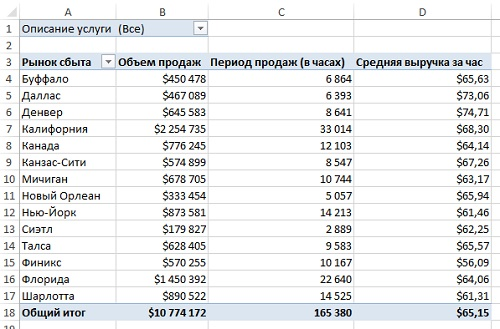 A B C D
1 Описание услуги (Все)
2
3 Рынок сбыта Объем продаж Период продаж (в часах) Средняя выручка за час
4 Буффало $450 478 6 864 $65,63
5 Даллас $467 089 6 393 $73,06
6 Денвер $645 583 8 641 $74,71
7 Калифорния $2 254 735 33 014 $68,30
8 Канада $776 245 12 103 $64,14
9 Канзас-Сити $574 899 8 547 $67,26
10 Мичиган $678 705 10 744 $63,17
11 Новый Орлеан $333 454 5 057 $65,94
12 Нью-Йорк $873 581 14 213 $61,46
13 Сиэтл $179 827 2 889 $62,25
14 Талса $628 405 9 583 $65,57
15 Финикс $570 255 10 167 $56,09
16 Флорида $1 450 392 22 640 $64,06
17 Шарлотта $890 522 14 525 $61,31
18 Общий итог $10 774 172 165 380 $65,15